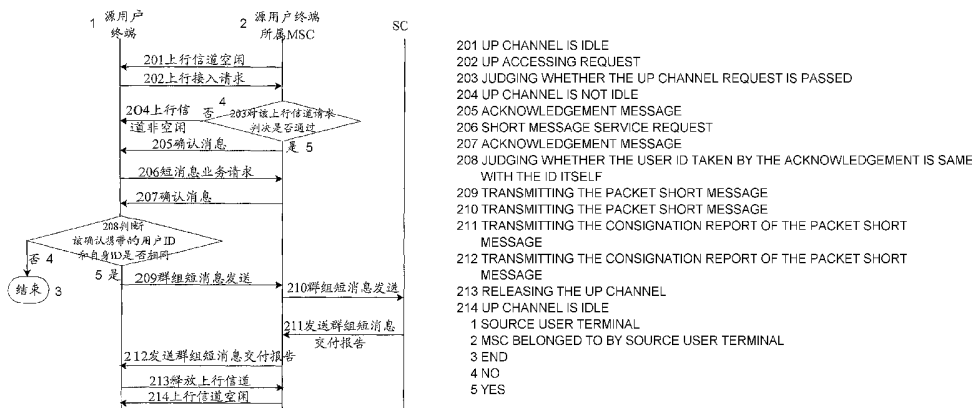 1 源用户
终端
2 源用户终端
所属MSC
SC
201上行信道空闲
202上行接入请求
204上行信
道非空闲
否 4
203对该上行信道请求
判决是否通过
是 5
205确认消息
206短消息业务请求
207确认消息
208判断
该确认携带的用户ID
和自身ID是否相同
否 4
5 是
结束 3
209群组短消息发送
210群组短消息发送
211发送群组短消息
交付报告
212发送群组短消息交付报告
213释放上行信道
214上行信道空闲
201 UP CHANNEL IS IDLE
202 UP ACCESSING REQUEST
203 JUDGING WHETHER THE UP CHANNEL REQUEST IS PASSED
204 UP CHANNEL IS NOT IDLE
205 ACKNOWLEDGEMENT MESSAGE
206 SHORT MESSAGE SERVICE REQUEST
207 ACKNOWLEDGEMENT MESSAGE
208 JUDGING WHETHER THE USER ID TAKEN BY THE ACKNOWLEDGEMENT IS SAME
WITH THE ID ITSELF
209 TRANSMITTING THE PACKET SHORT MESSAGE
210 TRANSMITTING THE PACKET SHORT MESSAGE
211 TRANSMITTING THE CONSIGNATION REPORT OF THE PACKET SHORT
MESSAGE
212 TRANSMITTING THE CONSIGNATION REPORT OF THE PACKET SHORT
MESSAGE
213 RELEASING THE UP CHANNEL
214 UP CHANNEL IS IDLE
1 SOURCE USER TERMINAL
2 MSC BELONGED TO BY SOURCE USER TERMINAL
3 END
4 NO
5 YES